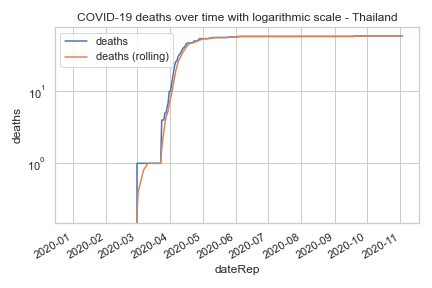 COVID-19 deaths over time with logarithmic scale - Thailand
deaths
deaths (rolling)
10¹
10⁰
deaths
2020-01
2020-02
2020-03
2020-04
2020-05
2020-06
2020-07
2020-08
2020-09
2020-10
2020-11
dateRep